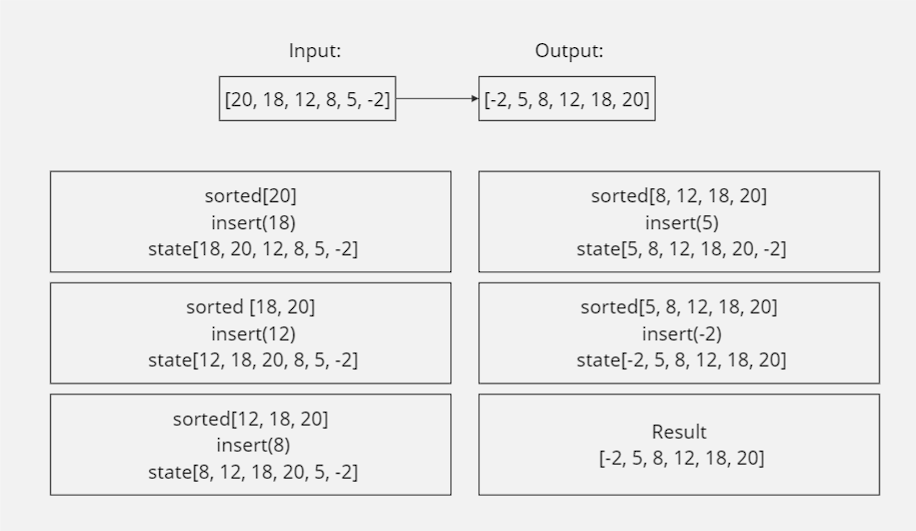 Input:
Output:
[20, 18, 12, 8, 5, -2]
[-2, 5, 8, 12, 18, 20]
sorted[20]
insert(18)
state[18, 20, 12, 8, 5, -2]
sorted [18, 20]
insert(12)
state[12, 18, 20, 8, 5, -2]
sorted[12, 18, 20]
insert(8)
state[8, 12, 18, 20, 5, -2]
sorted[8, 12, 18, 20]
insert(5)
state[5, 8, 12, 18, 20, -2]
sorted[5, 8, 12, 18, 20]
insert(-2)
state[-2, 5, 8, 12, 18, 20]
Result
[-2, 5, 8, 12, 18, 20]